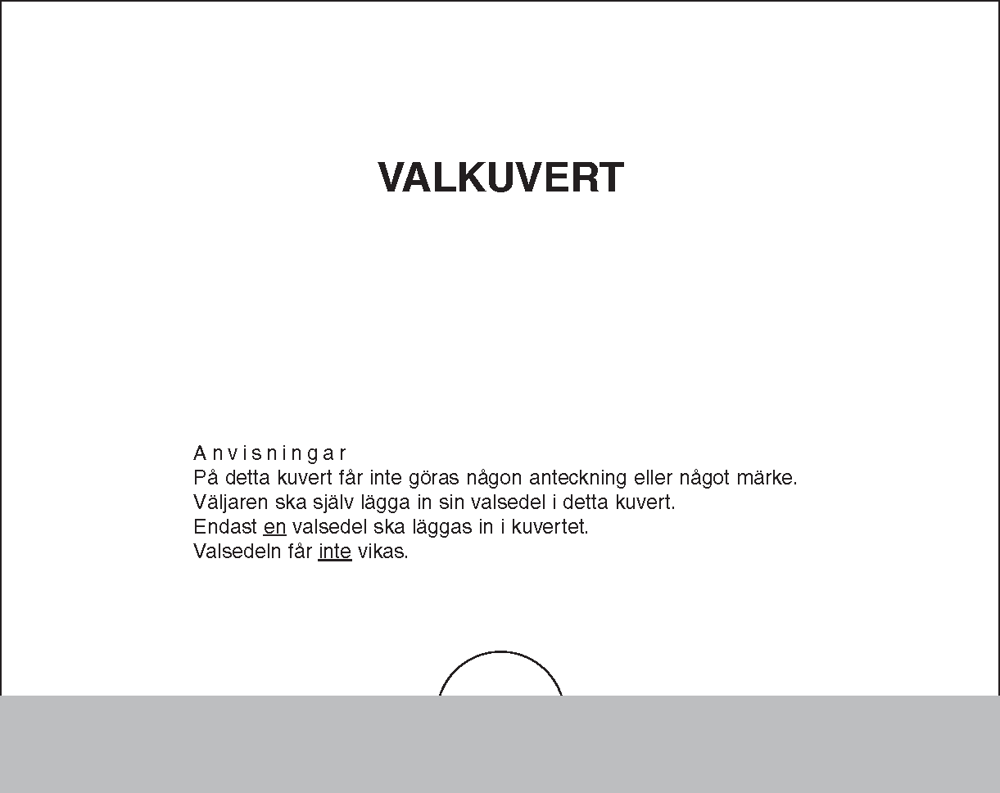 VALKUVERT
Anvisningar
På detta kuvert får inte göras någon anteckning eller något märke.
Väljaren ska själv lägga in sin valsedel i detta kuvert.
Endast en valsedel ska läggas in i kuvertet.
Valsedeln får inte vikas.